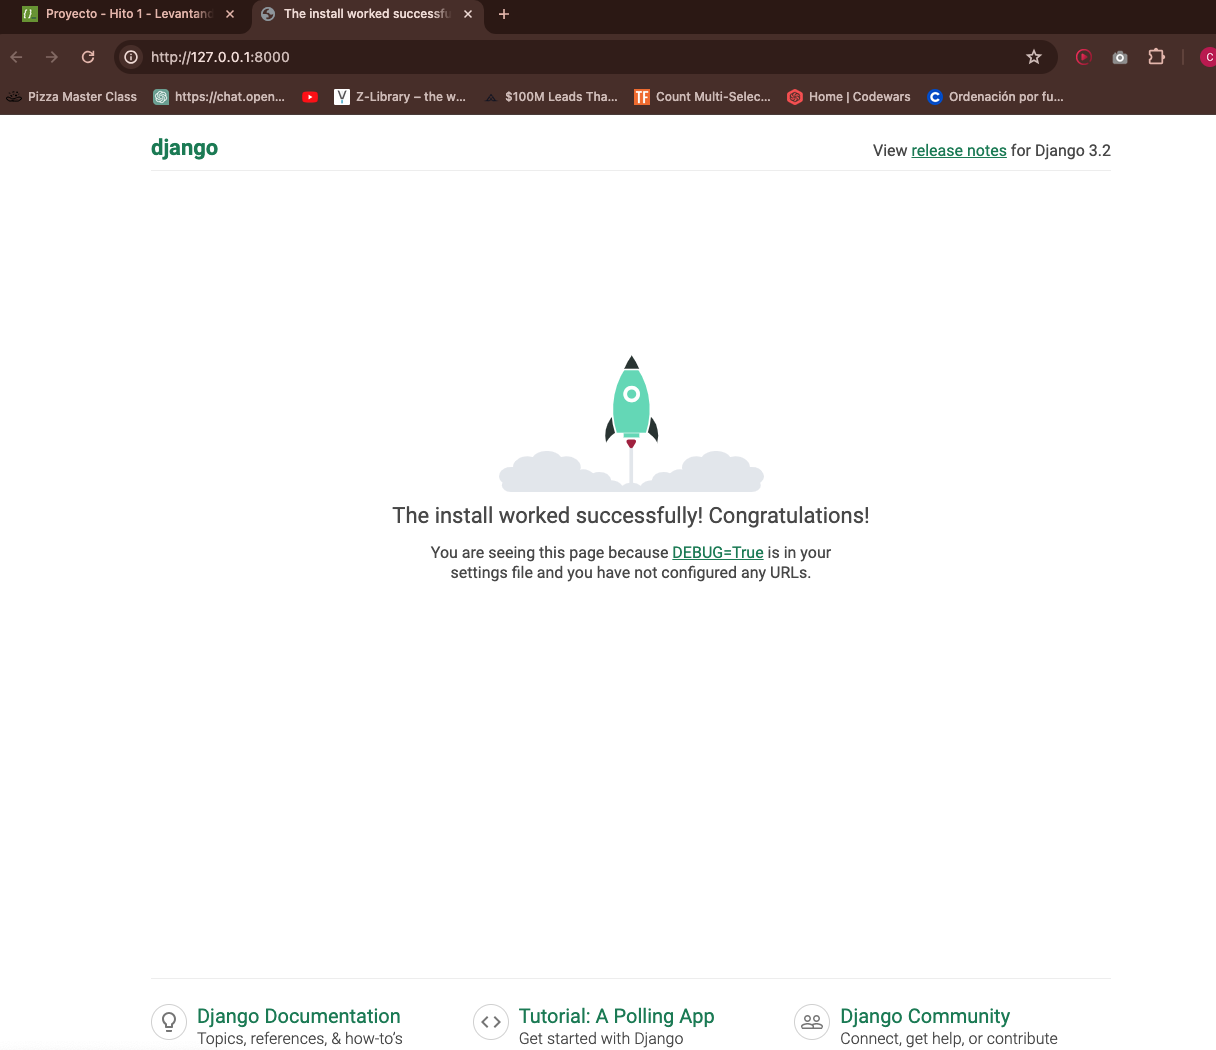 Proyecto - Hito 1 - Levantand
The install worked successfu
http://127.0.0.1:8000
C
Pizza Master Class
https://chat.open...
Z-Library – the w...
$100M Leads Tha...
TF Count Multi-Selec...
Home | Codewars
Ordenación por fu...
django
View release notes for Django 3.2
The install worked successfully! Congratulations!
You are seeing this page because DEBUG=True is in your
settings file and you have not configured any URLs.
Django Documentation
Topics, references, & how-to's
Tutorial: A Polling App
Get started with Django
Django Community
Connect, get help, or contribute